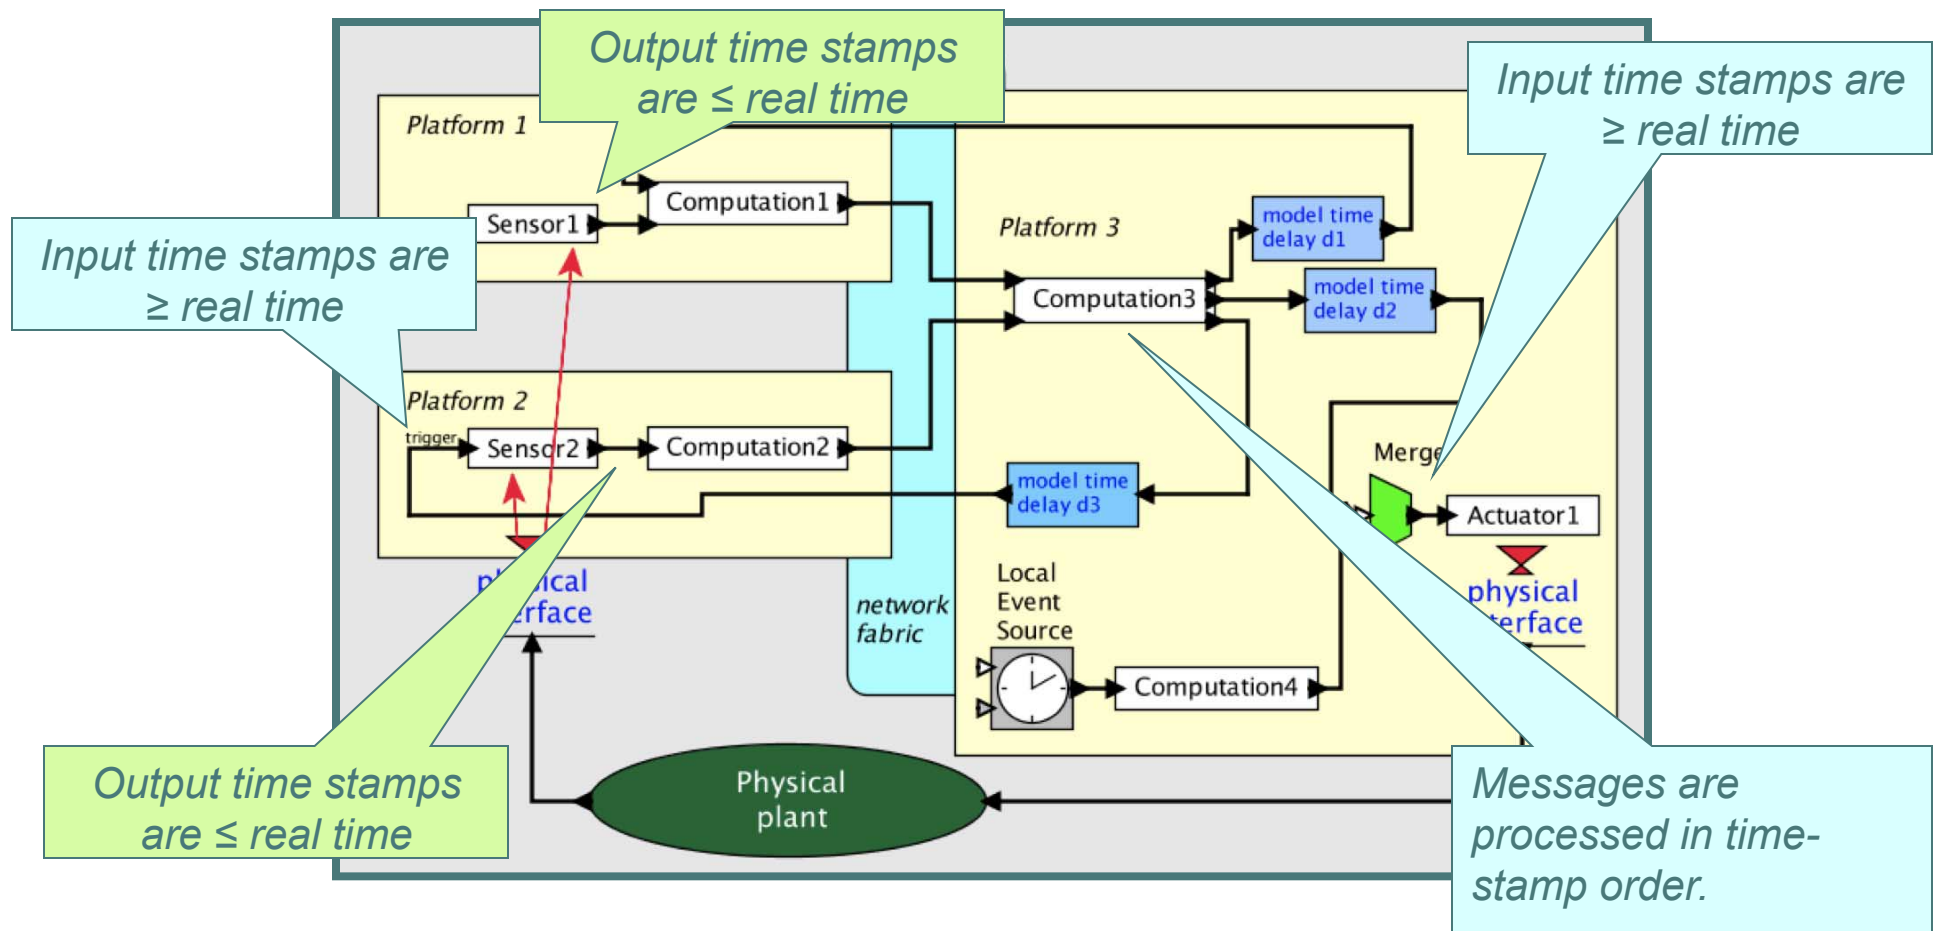 Output time stamps
are ≤ real time
Input time stamps are
≥ real time
Platform 1
Computation1
Sensor1
Platform 3
model time
delay d1
Input time stamps are
≥ real time
Computation3
model time
delay d2
Platform 2
trigger
Sensor2
Computation2
Merge
model time
delay d3
Actuator1
physical
Local
Event
Source
network
fabric
Computation4
Output time stamps
are ≤ real time
Physical
plant
Messages are
processed in time-
stamp order.